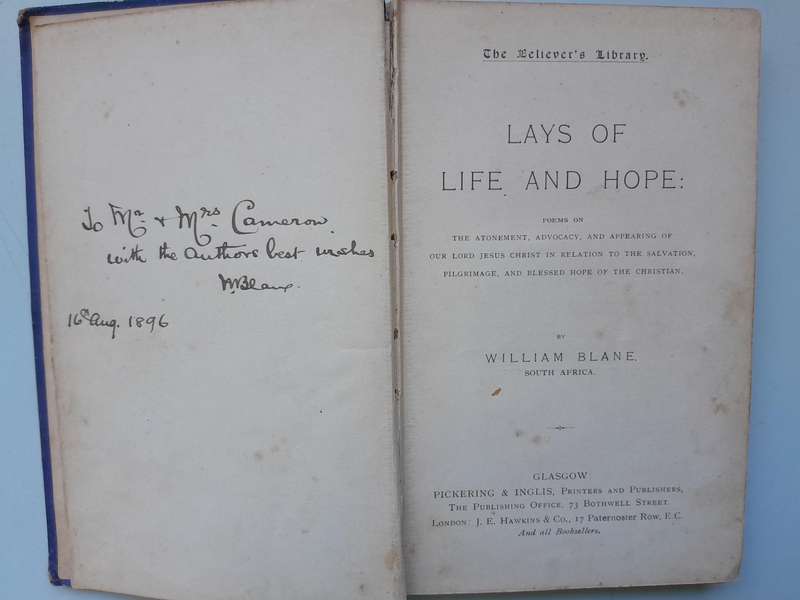 To Mr. & Mrs. Cameron
with the authors best wishes
WBlane.
16th Aug. 1896
The Believer's Library.
LAYS OF
LIFE AND HOPE:
POEMS ON
THE ATONEMENT, ADVOCACY, AND APPEARING OF
OUR LORD JESUS CHRIST IN RELATION TO THE SALVATION,
PILGRIMAGE, AND BLESSED HOPE OF THE CHRISTIAN.
BY
WILLIAM BLANE,
SOUTH AFRICA.
GLASGOW
PICKERING & INGLIS, PRINTERS AND PUBLISHERS,
THE PUBLISHING OFFICE, 73 BOTHWELL STREET.
LONDON: J. E. HAWKINS & CO., 17 PATERNOSTER ROW, E.C.
And all Booksellers.